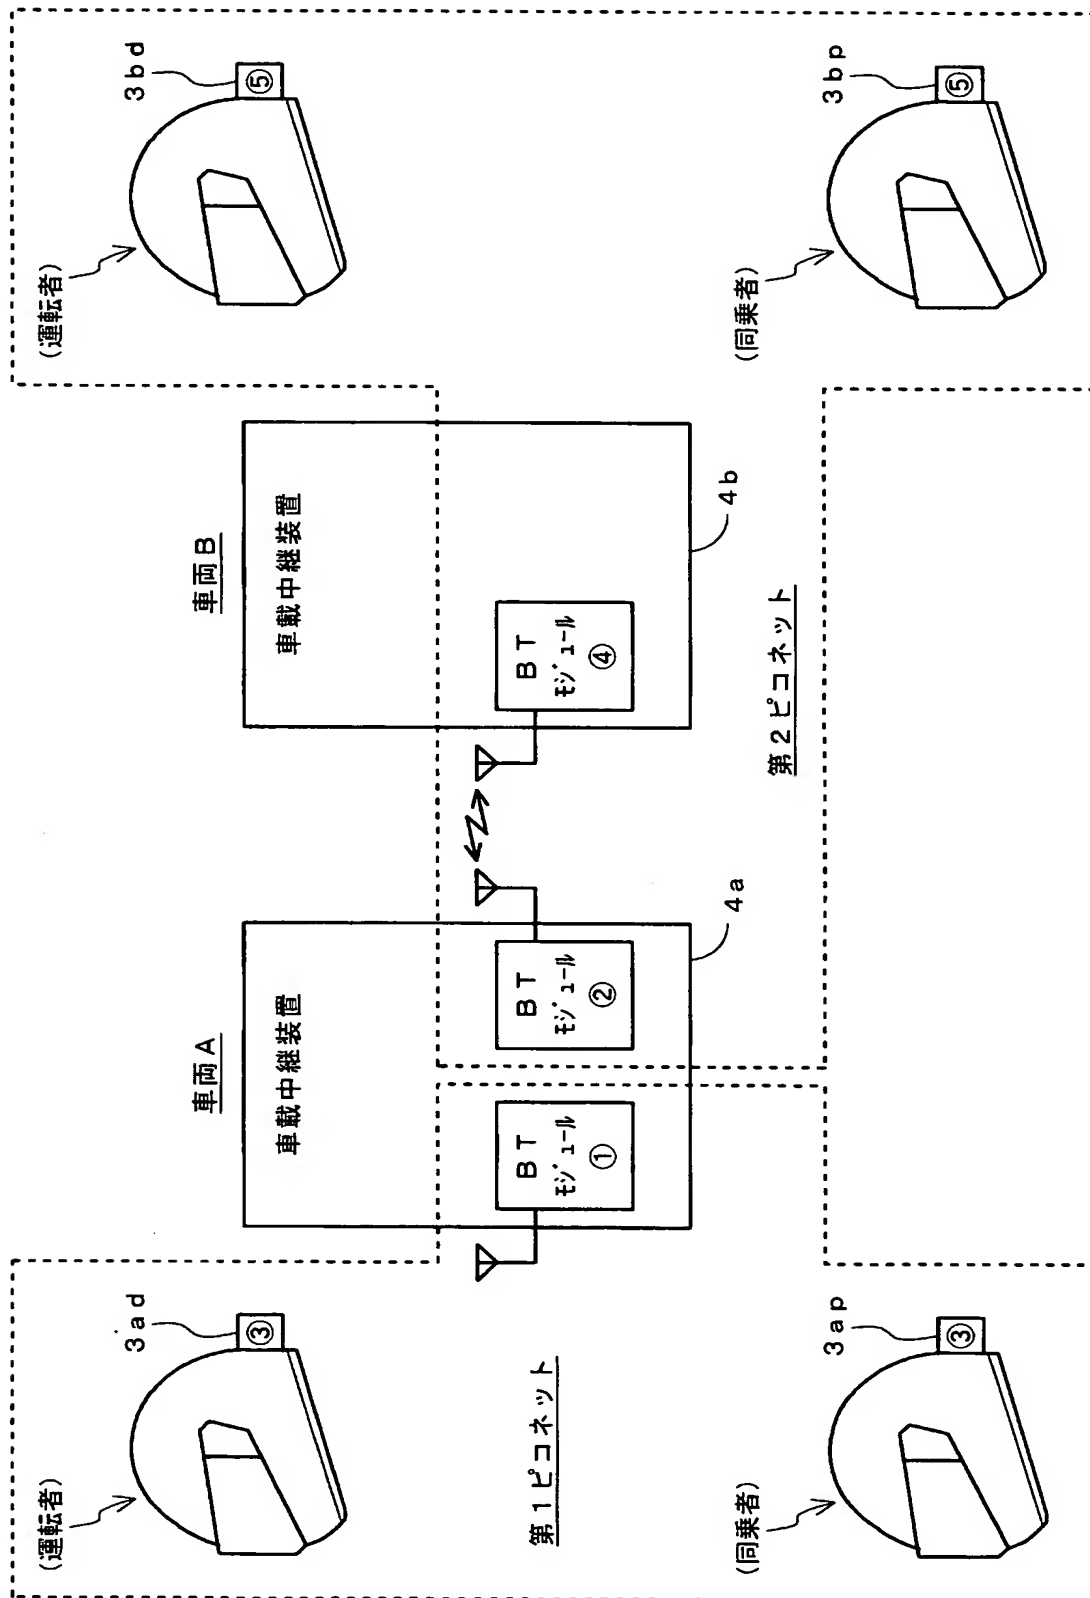 (運転者)
3ad
③
車両A
車載中継装置
BT
モジュール
①
BT
モジュール
②
4a
車両B
車載中継装置
BT
モジュール
④
4b
(運転者)
3bd
⑤
第1ピコネット
第2ピコネット
(同乗者)
3ap
③
(同乗者)
3bp
⑤